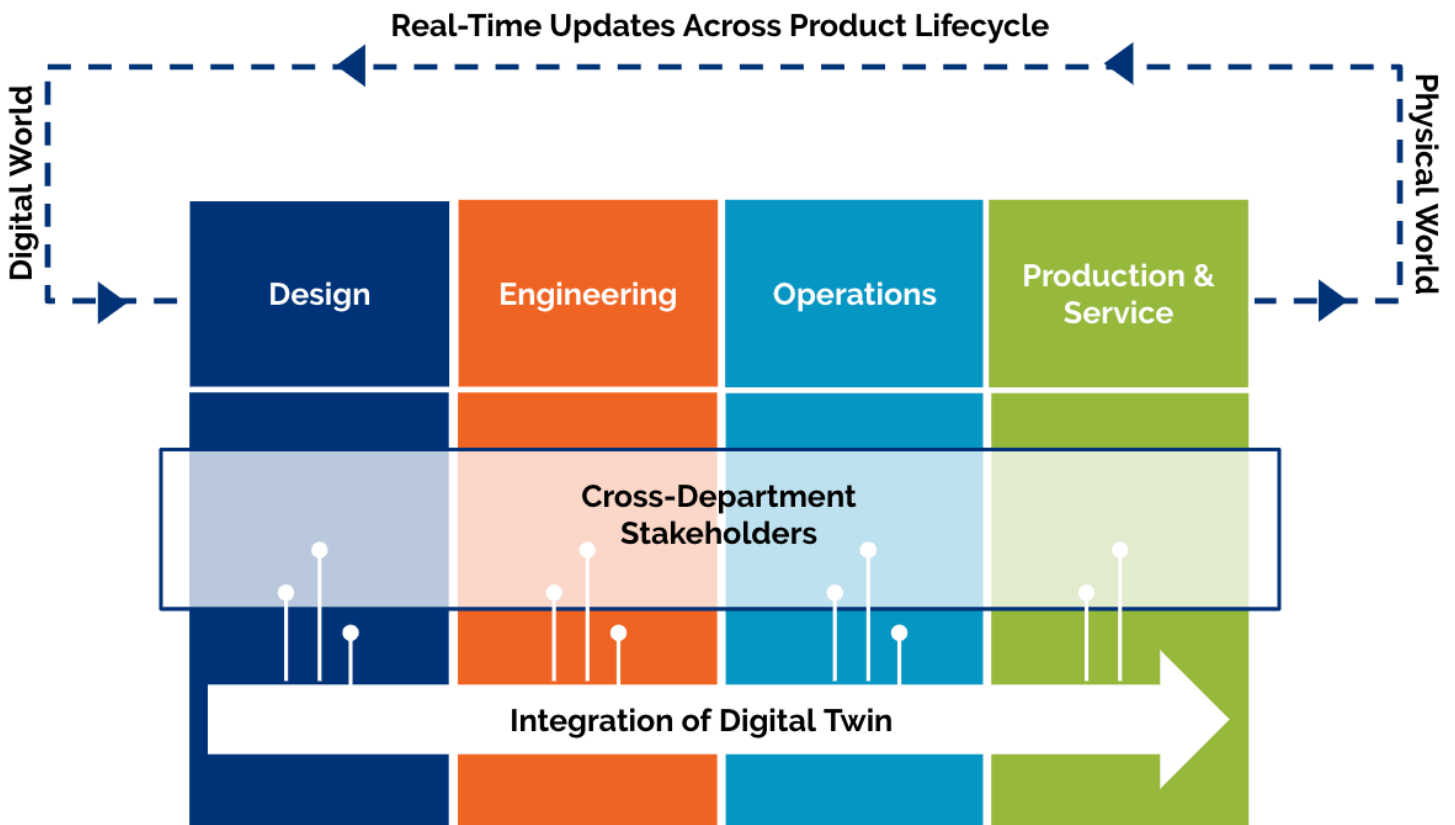 Real-Time Updates Across Product Lifecycle
Digital World
Physical World
Design
Engineering
Operations
Production &
Service
Cross-Department
Stakeholders
Integration of Digital Twin